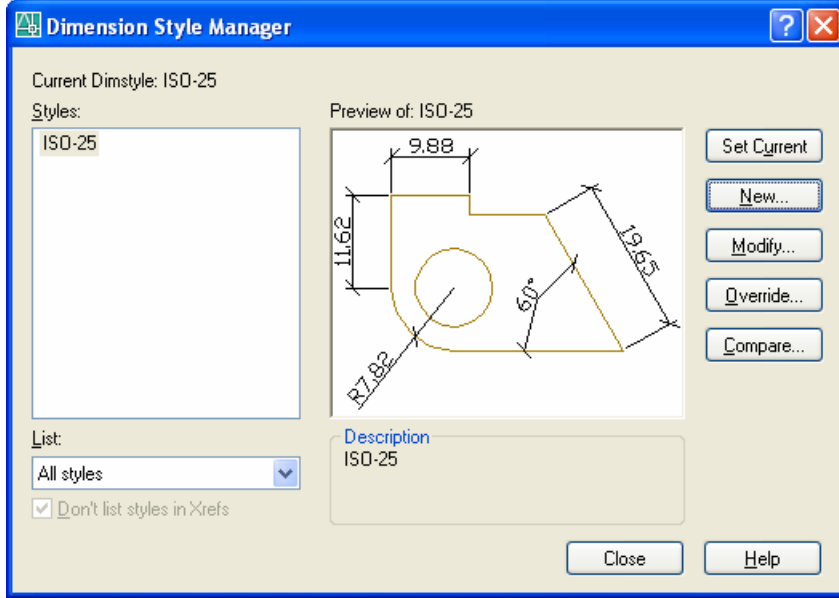 Dimension Style Manager
Current Dimstyle: ISO-25
Styles:
ISO-25
Preview of: ISO-25
9.88
11.62
19.65
60°
R7.82
Set Current
New...
Modify...
Override...
Compare...
List:
All styles
Don't list styles in Xrefs
Description
ISO-25
Close
Help